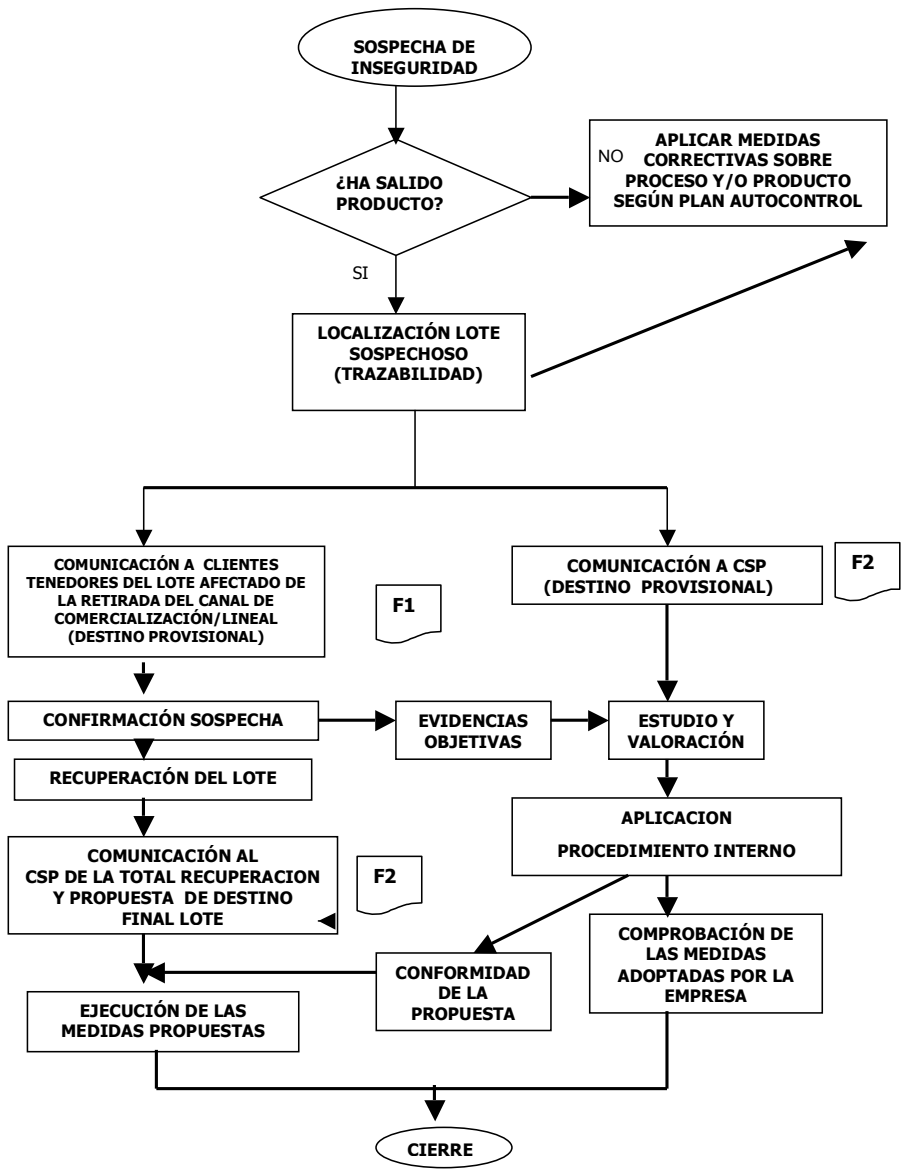 SOSPECHA DE
INSEGURIDAD
¿HA SALIDO
PRODUCTO?
NO
APLICAR MEDIDAS
CORRECTIVAS SOBRE
PROCESO Y/O PRODUCTO
SEGÚN PLAN AUTOCONTROL
SI
LOCALIZACIÓN LOTE
SOSPECHOSO
(TRAZABILIDAD)
COMUNICACIÓN A CLIENTES
TENEDORES DEL LOTE AFECTADO DE
LA RETIRADA DEL CANAL DE
COMERCIALIZACIÓN/LINEAL
(DESTINO PROVISIONAL)
F1
COMUNICACIÓN A CSP
(DESTINO PROVISIONAL)
F2
CONFIRMACIÓN SOSPECHA
EVIDENCIAS
OBJETIVAS
ESTUDIO Y
VALORACIÓN
RECUPERACIÓN DEL LOTE
APLICACION
PROCEDIMIENTO INTERNO
COMUNICACIÓN AL
CSP DE LA TOTAL RECUPERACION
Y PROPUESTA DE DESTINO
FINAL LOTE
F2
CONFORMIDAD
DE LA
PROPUESTA
COMPROBACIÓN DE
LAS MEDIDAS
ADOPTADAS POR LA
EMPRESA
EJECUCIÓN DE LAS
MEDIDAS PROPUESTAS
CIERRE